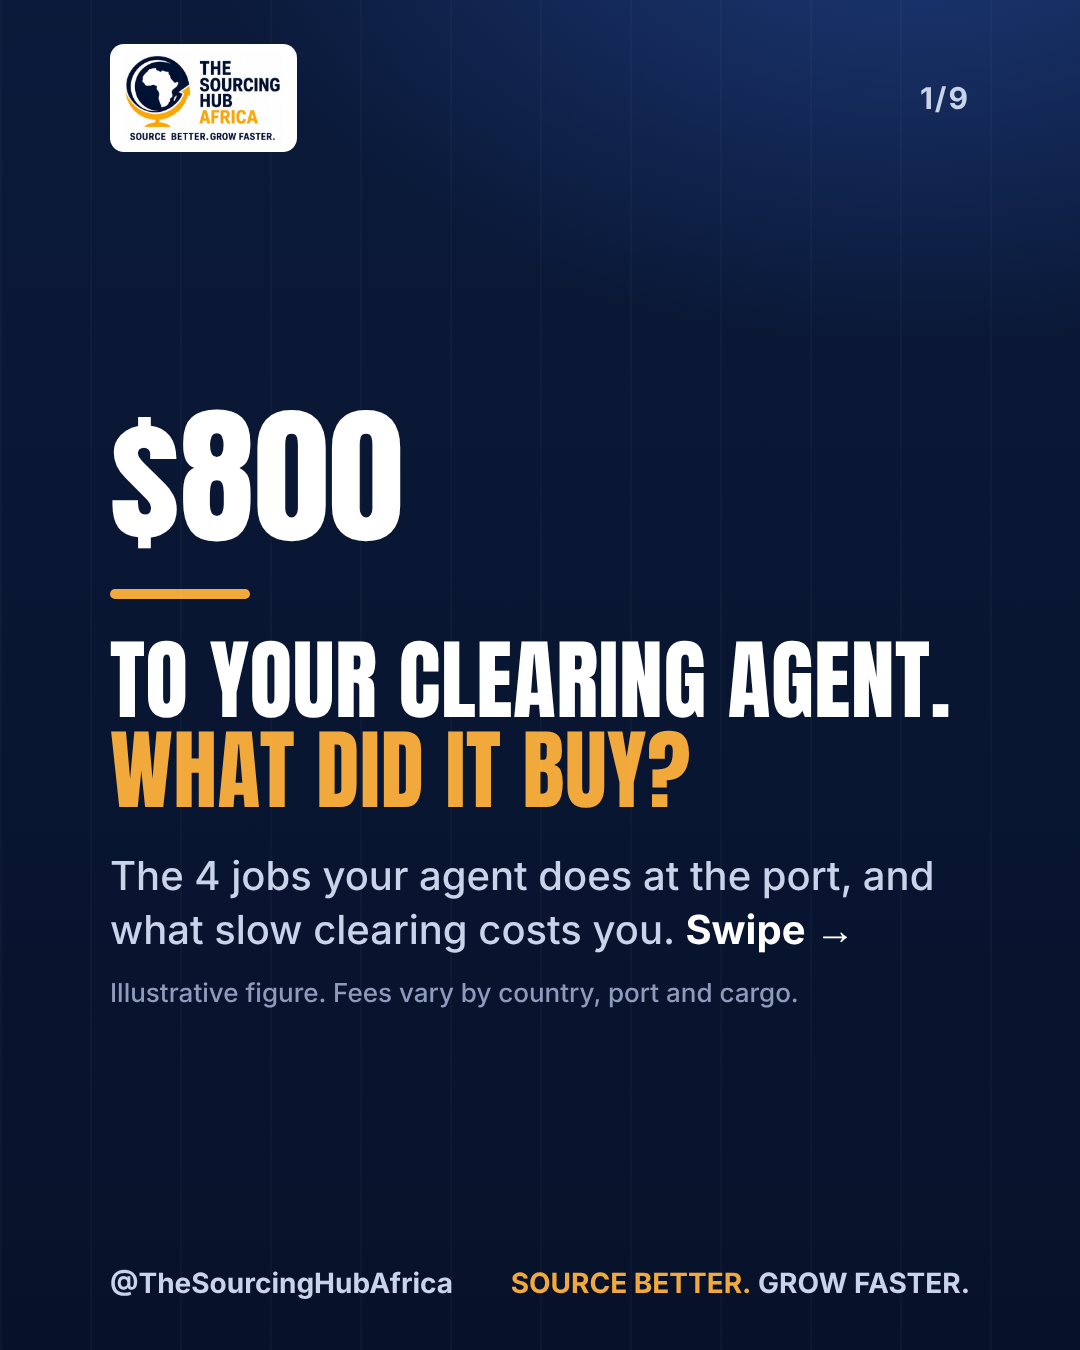 THE
SOURCING
HUB
AFRICA
SOURCE BETTER. GROW FASTER.
1/9
$800
TO YOUR CLEARING AGENT.
WHAT DID IT BUY?
The 4 jobs your agent does at the port, and
what slow clearing costs you. Swipe →
Illustrative figure. Fees vary by country, port and cargo.
@TheSourcingHubAfrica
SOURCE BETTER. GROW FASTER.